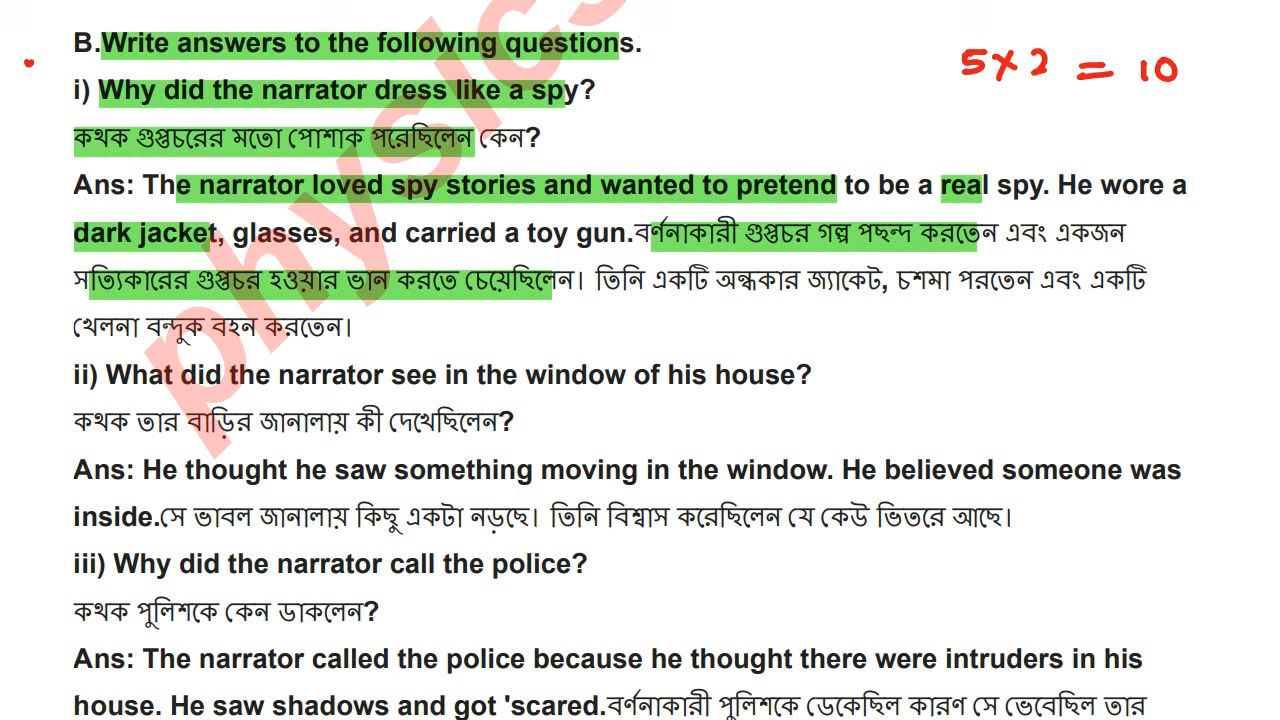 B.Write answers to the following questions.
5 x 2 = 10
i) Why did the narrator dress like a spy?
কথক গুপ্তচরের মতো পোশাক পরেছিলেন কেন?
Ans: The narrator loved spy stories and wanted to pretend to be a real spy. He wore a
dark jacket, glasses, and carried a toy gun.বর্ণনাকারী গুপ্তচর গল্প পছন্দ করতেন এবং একজন
সত্যিকারের গুপ্তচর হওয়ার ভান করতে চেয়েছিলেন। তিনি একটি অন্ধকার জ্যাকেট, চশমা পরতেন এবং একটি
খেলনা বন্দুক বহন করতেন।
ii) What did the narrator see in the window of his house?
কথক তার বাড়ির জানালায় কী দেখেছিলেন?
Ans: He thought he saw something moving in the window. He believed someone was
inside.সে ভাবল জানালায় কিছু একটা নড়ছে। তিনি বিশ্বাস করেছিলেন যে কেউ ভিতরে আছে।
iii) Why did the narrator call the police?
কথক পুলিশকে কেন ডাকলেন?
Ans: The narrator called the police because he thought there were intruders in his
house. He saw shadows and got 'scared.বর্ণনাকারী পুলিশকে ডেকেছিল কারণ সে ভেবেছিল তার
physics